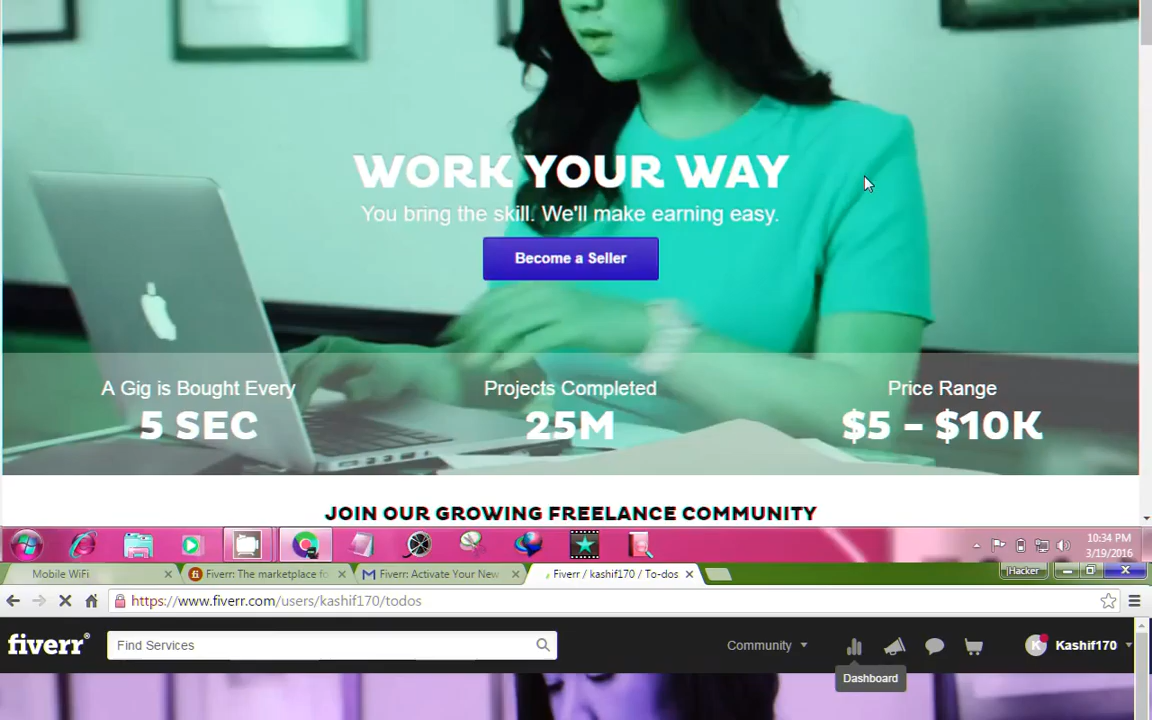 WORK YOUR WAY
You bring the skill. We'll make earning easy.
Become a Seller
A Gig is Bought Every
5 SEC
Projects Completed
25M
Price Range
$5 – $10K
JOIN OUR GROWING FREELANCE COMMUNITY
10:34 PM
3/19/2016
Mobile WiFi
Fiverr: The marketplace fo
Fiverr: Activate Your New
Fiverr / kashif170 / To-dos
Hacker
https://www.fiverr.com/users/kashif170/todos
fiverr®
Find Services
Community
K
Kashif170
Dashboard